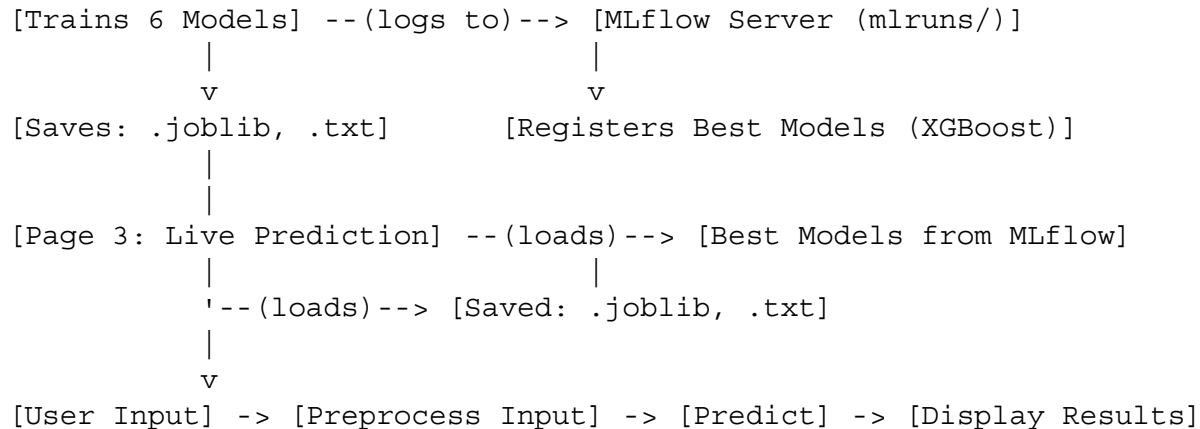 [Trains 6 Models] --(logs to)--> [MLflow Server (mlruns/)]
| |
v v
[Saves: .joblib, .txt] [Registers Best Models (XGBoost)]
|
|
[Page 3: Live Prediction] --(loads)--> [Best Models from MLflow]
| |
'--(loads)--> [Saved: .joblib, .txt]
|
v
[User Input] -> [Preprocess Input] -> [Predict] -> [Display Results]